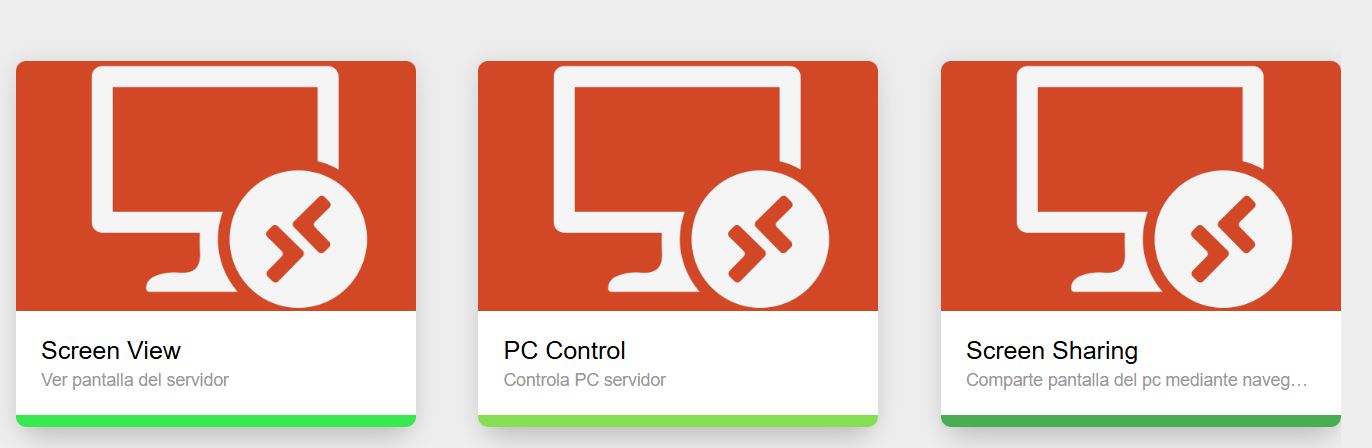 Screen View
Ver pantalla del servidor
PC Control
Controla PC servidor
Screen Sharing
Comparte pantalla del pc mediante naveg…